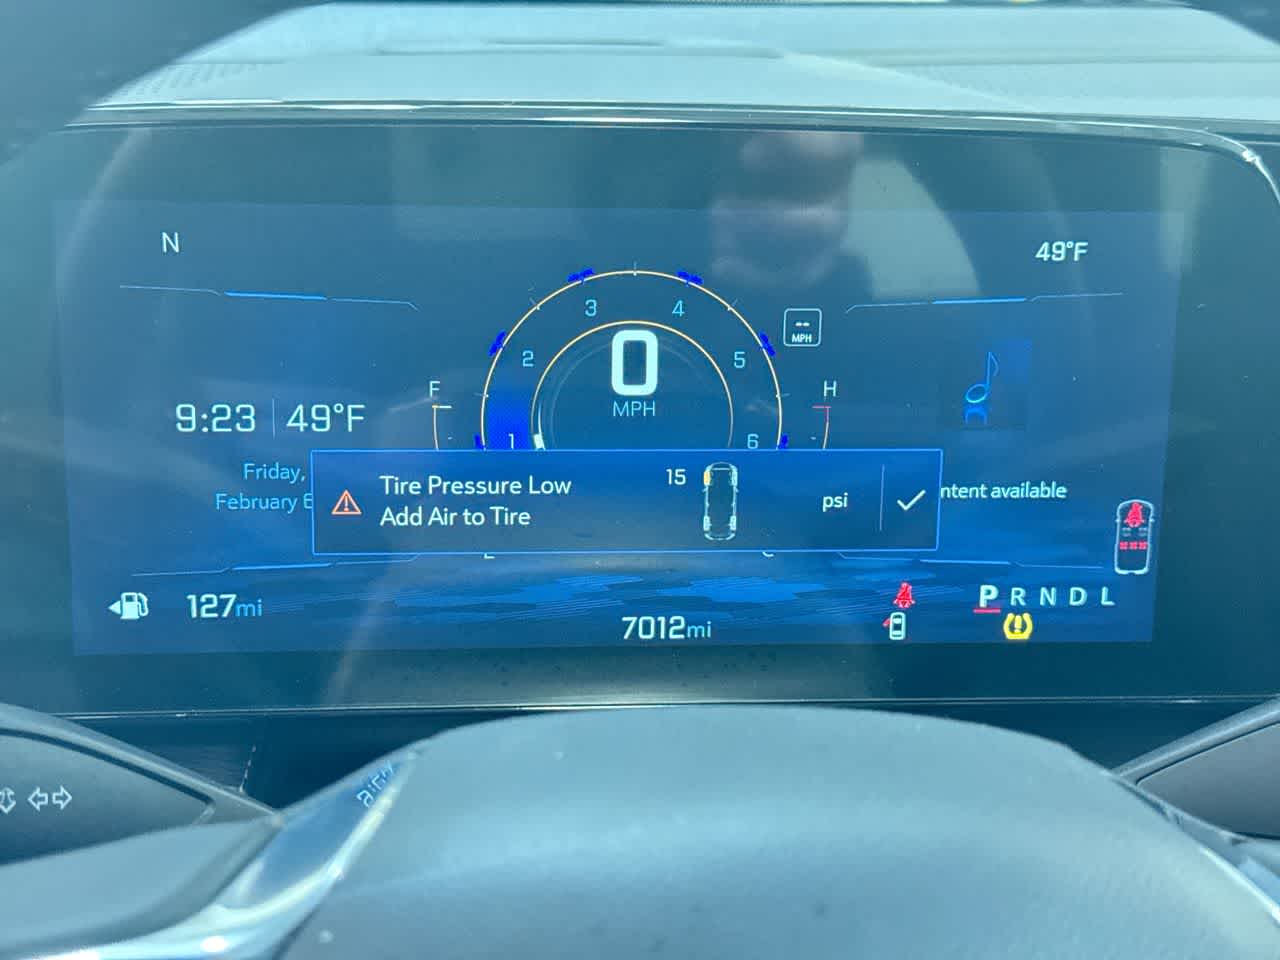 N
49°F
3 4
2 5
1 6
0
MPH
--
MPH
F
H
9:23 49°F
Friday,
February 6
Tire Pressure Low
Add Air to Tire
15
psi
ntent available
127mi
7012mi
P R N D L